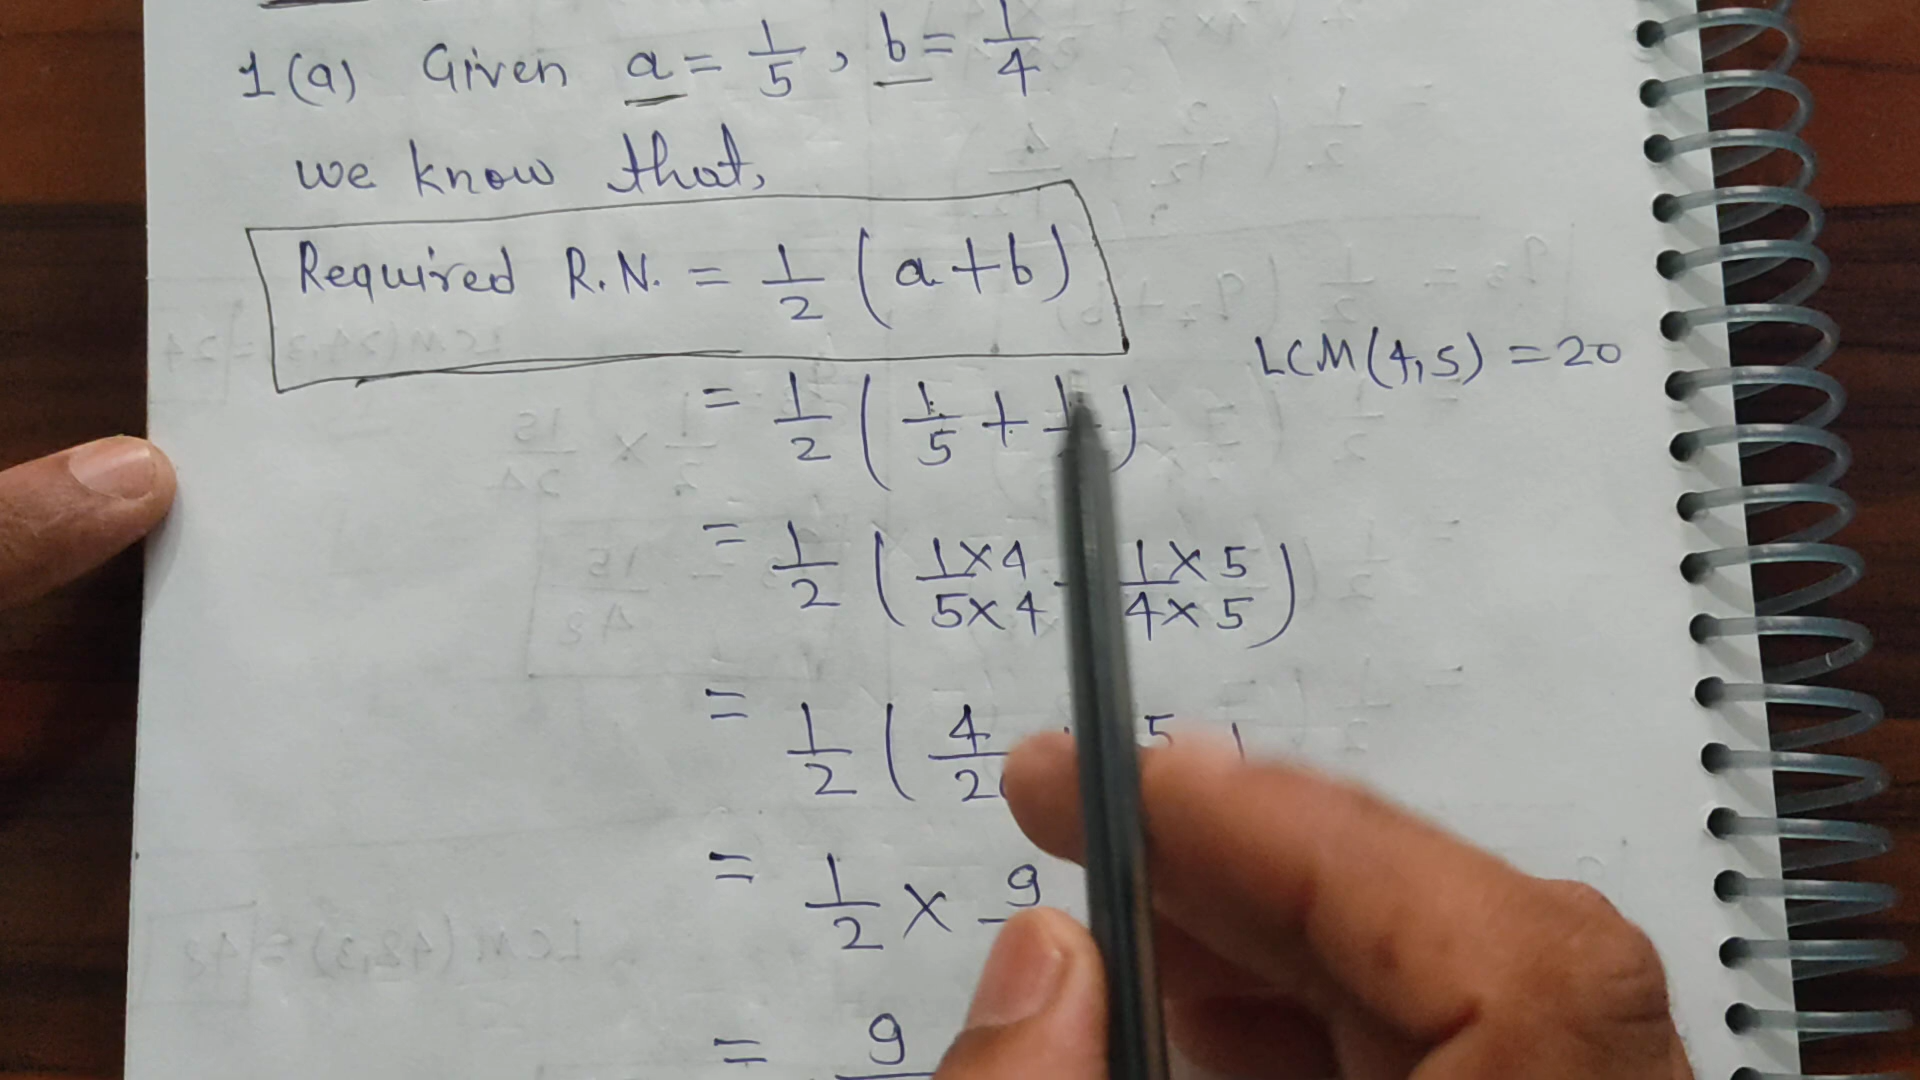 1(a) Given a = 1/5, b = 1/4
we know that,
Required R.N. = 1/2 (a+b)
LCM(4,5) = 20
= 1/2 (1/5 + 1
= 1/2 (1×4/5×4 1×5/4×5)
= 1/2 (4/2 5
= 1/2 × 9
= 9